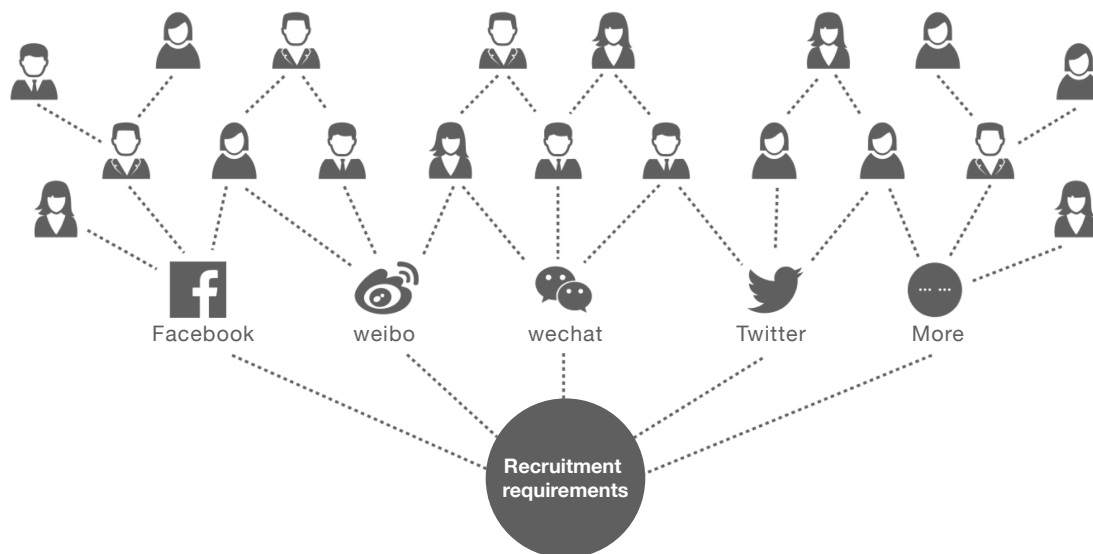 Facebook
weibo
wechat
Twitter
More
Recruitment
requirements